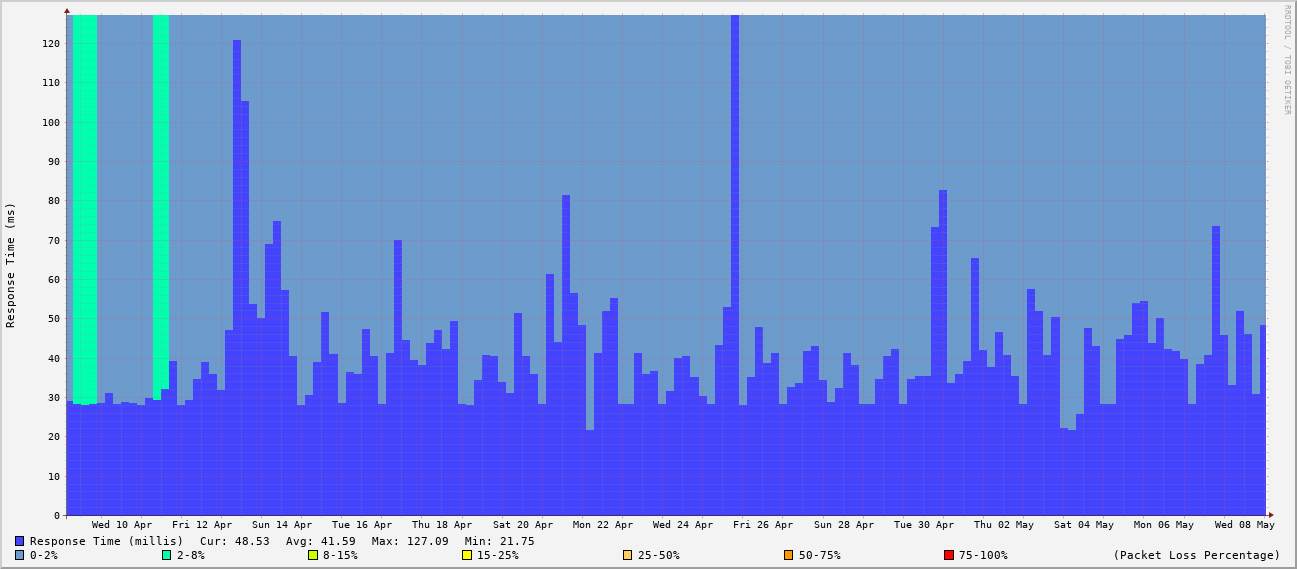 RRDTOOL / TOBI OETIKER
Response Time (ms)
120
110
100
90
80
70
60
50
40
30
20
10
0
Wed 10 Apr Fri 12 Apr Sun 14 Apr Tue 16 Apr Thu 18 Apr Sat 20 Apr Mon 22 Apr Wed 24 Apr Fri 26 Apr Sun 28 Apr Tue 30 Apr Thu 02 May Sat 04 May Mon 06 May Wed 08 May
Response Time (millis) Cur: 48.53 Avg: 41.59 Max: 127.09 Min: 21.75
0-2% 2-8% 8-15% 15-25% 25-50% 50-75% 75-100% (Packet Loss Percentage)